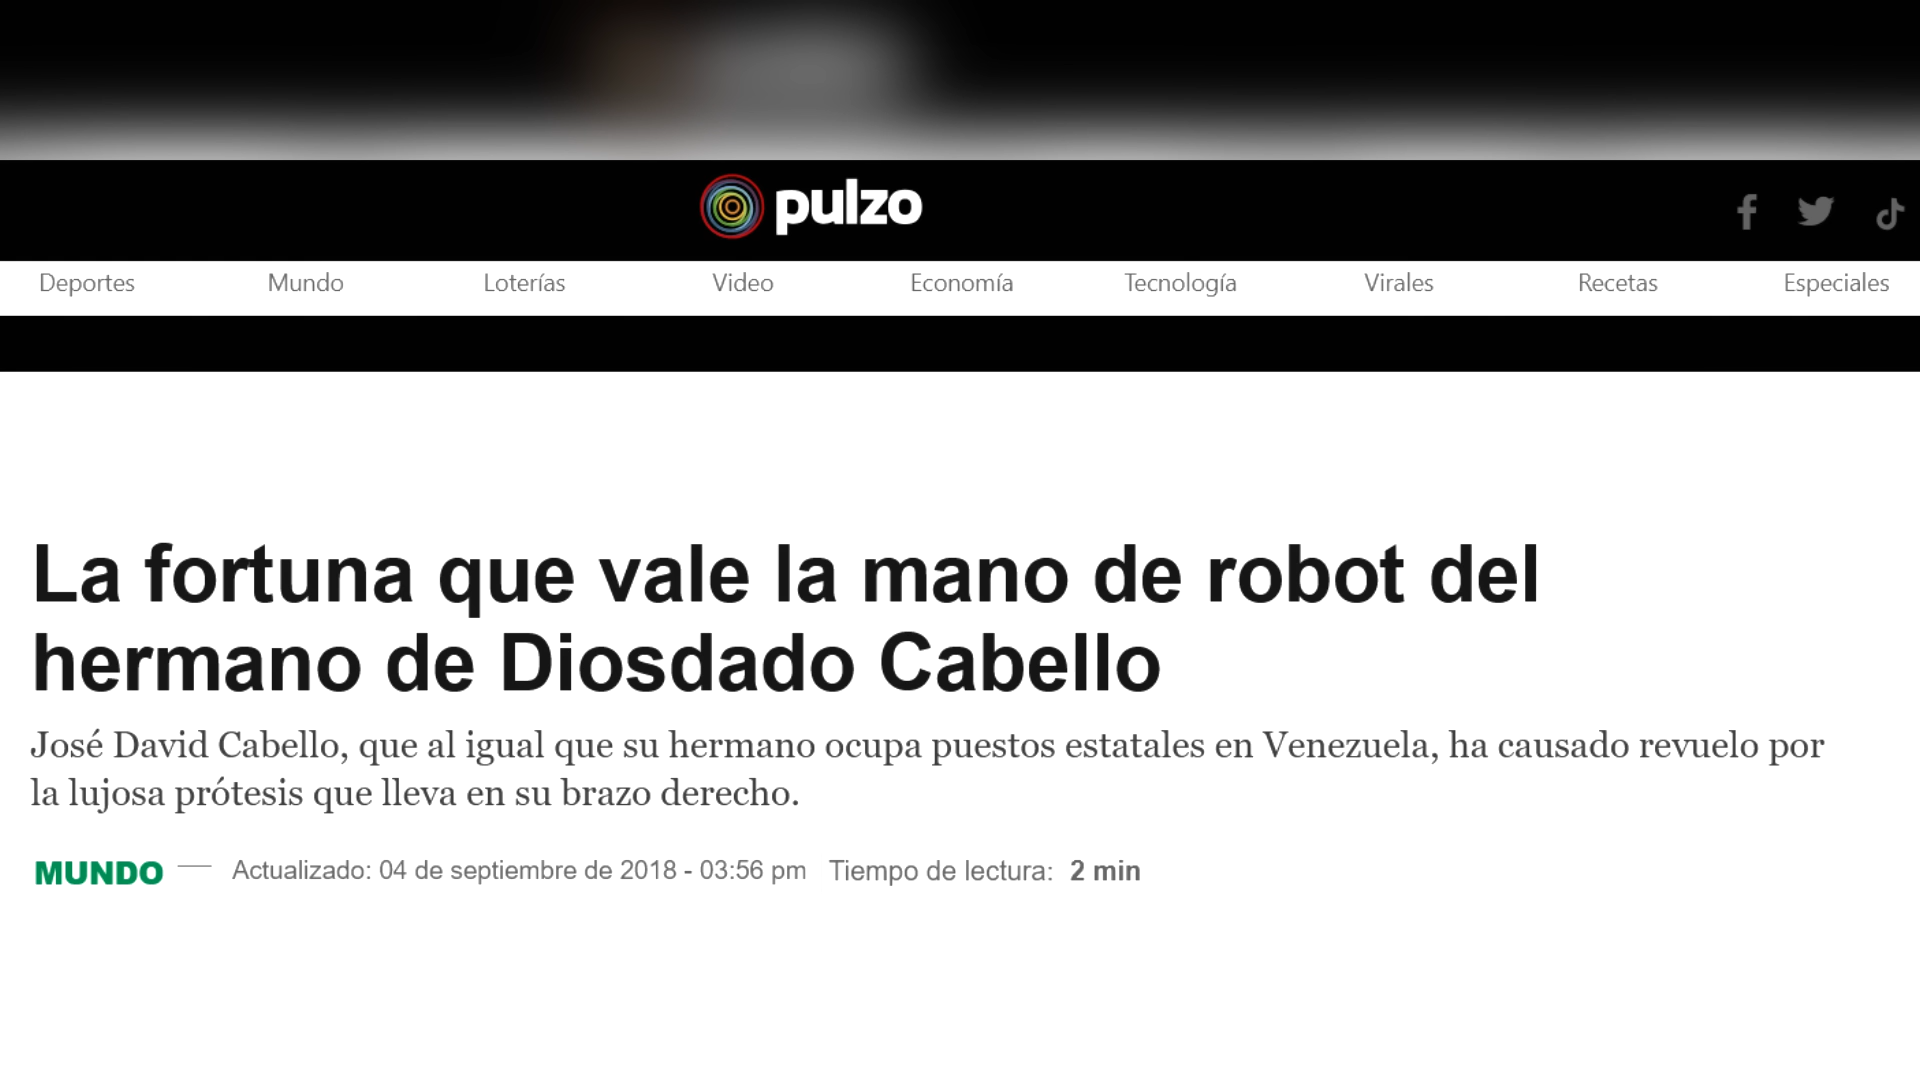 pulzo
Deportes Mundo Loterías Video Economía Tecnología Virales Recetas Especiales
La fortuna que vale la mano de robot del
hermano de Diosdado Cabello
José David Cabello, que al igual que su hermano ocupa puestos estatales en Venezuela, ha causado revuelo por
la lujosa prótesis que lleva en su brazo derecho.
MUNDO Actualizado: 04 de septiembre de 2018 - 03:56 pm Tiempo de lectura: 2 min